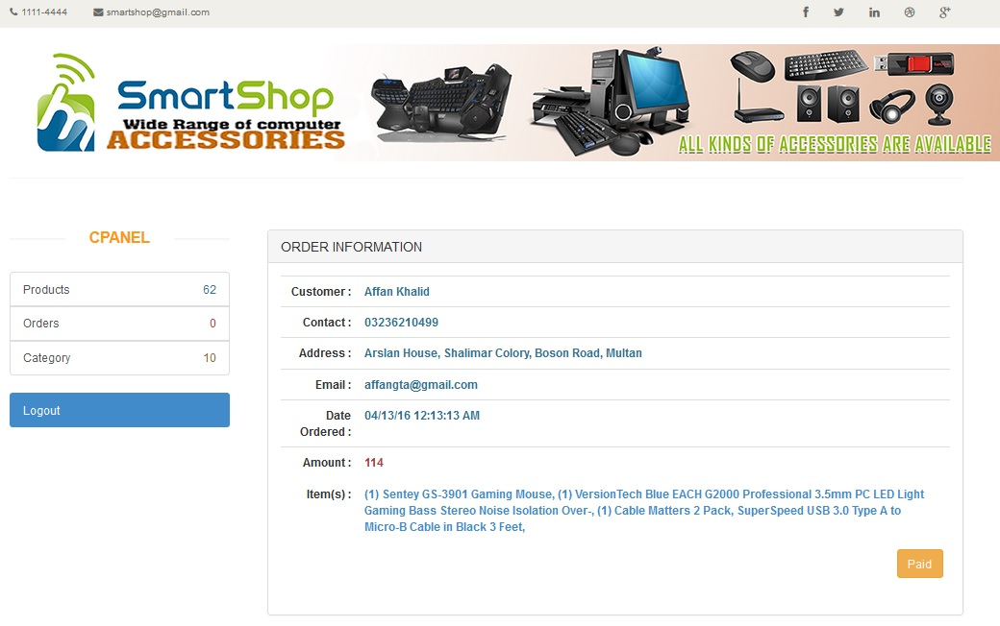 1111-4444 smartshop@gmail.com
SmartShop
Wide Range of computer
ACCESSORIES
ALL KINDS OF ACCESSORIES ARE AVAILABLE
CPANEL
Products 62
Orders 0
Category 10
Logout
ORDER INFORMATION
Customer : Affan Khalid
Contact : 03236210499
Address : Arslan House, Shalimar Colory, Boson Road, Multan
Email : affangta@gmail.com
Date Ordered : 04/13/16 12:13:13 AM
Amount : 114
Item(s) : (1) Sentey GS-3901 Gaming Mouse, (1) VersionTech Blue EACH G2000 Professional 3.5mm PC LED Light
Gaming Bass Stereo Noise Isolation Over-, (1) Cable Matters 2 Pack, SuperSpeed USB 3.0 Type A to
Micro-B Cable in Black 3 Feet,
Paid